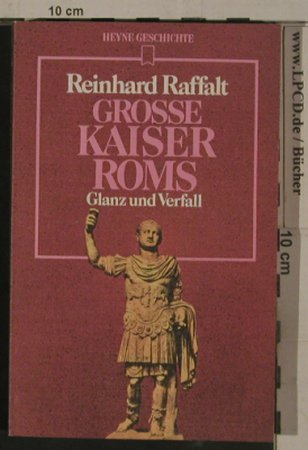 10 cm
HEYNE GESCHICHTE
Reinhard Raffalt
GROSSE
KAISER
ROMS
Glanz und Verfall
www.LPCD.de / Bücher
10 cm